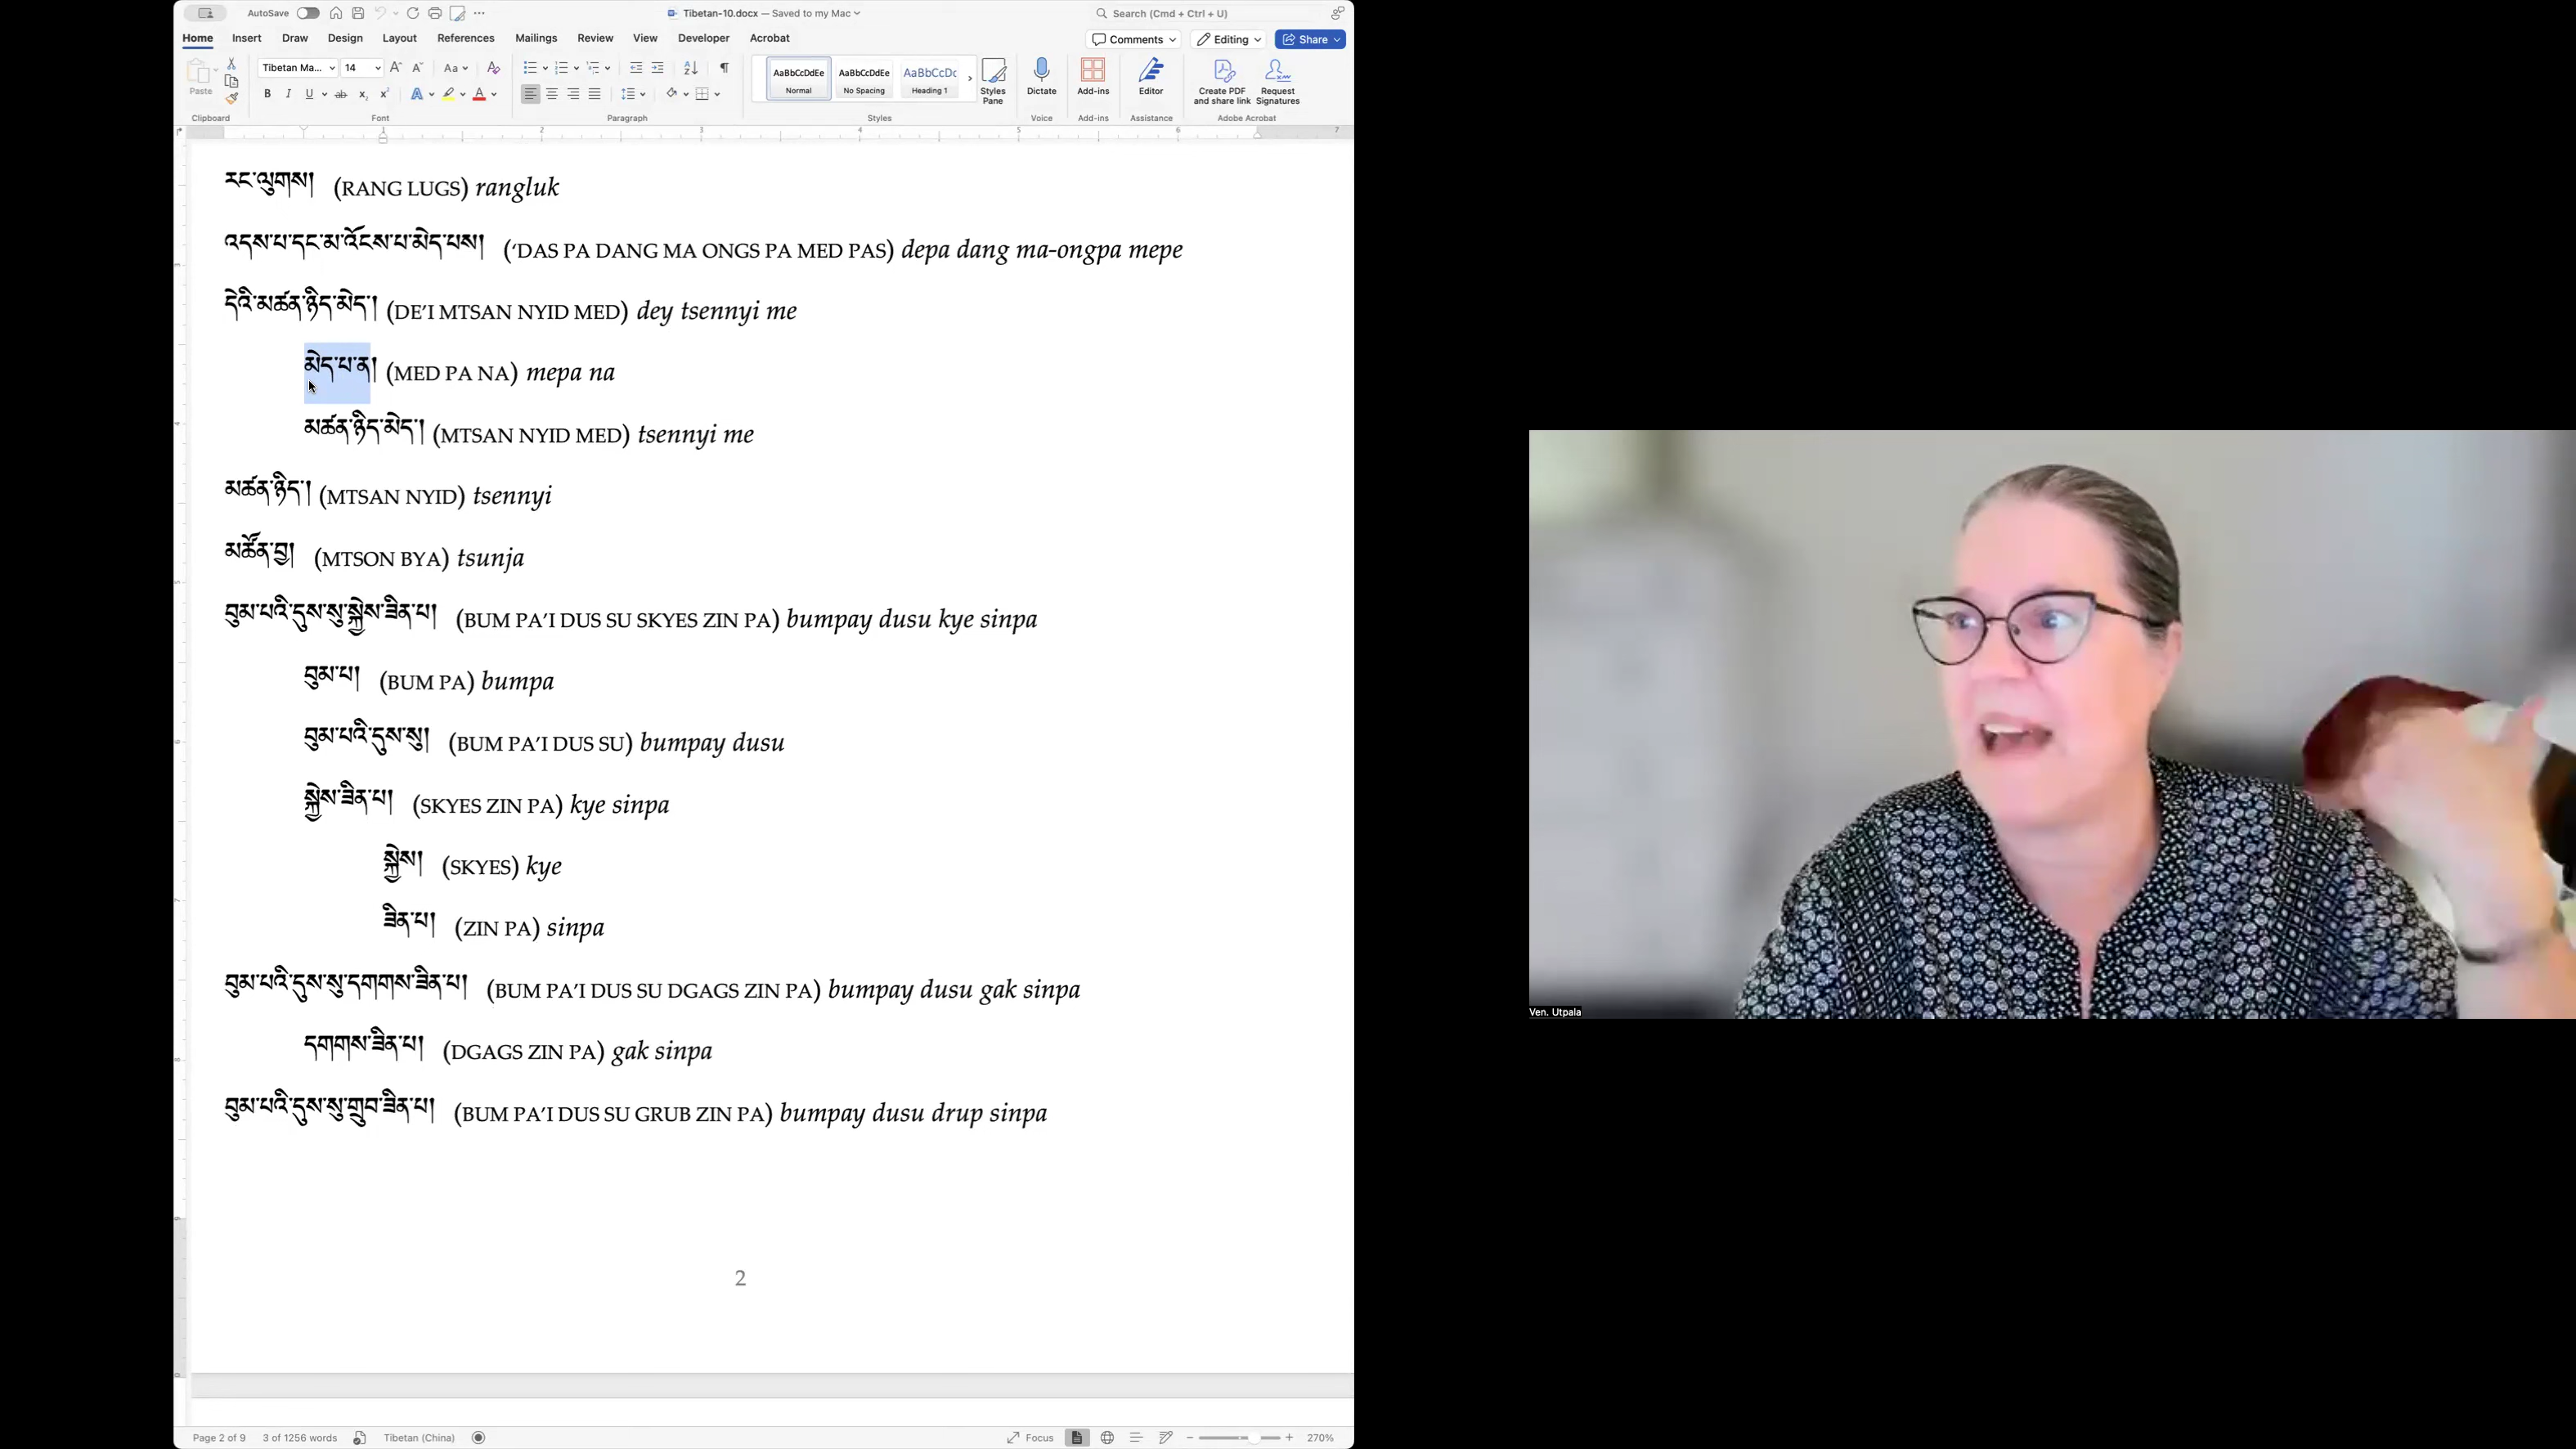 AutoSave
Tibetan-10.docx — Saved to my Mac
Search (Cmd + Ctrl + U)
Home Insert Draw Design Layout References Mailings Review View Developer Acrobat
Comments Editing Share
Paste
Tibetan Ma... 14
AaBbCcDdEe AaBbCcDdEe AaBbCcDc
Normal No Spacing Heading 1
Styles Pane
Dictate
Add-ins
Editor
Create PDF and share link
Request Signatures
Clipboard Font Paragraph Styles Voice Add-ins Assistance Adobe Acrobat
1 2 3 4 5 6 7
རང་ལུགས། (RANG LUGS) rangluk
འདས་པ་དང་མ་འོངས་པ་མེད་པས། (‘DAS PA DANG MA ONGS PA MED PAS) depa dang ma-ongpa mepe
དེའི་མཚན་ཉིད་མེད་། (DE’I MTSAN NYID MED) dey tsennyi me
མེད་པ་ན། (MED PA NA) mepa na
མཚན་ཉིད་མེད་། (MTSAN NYID MED) tsennyi me
མཚན་ཉིད་། (MTSAN NYID) tsennyi
མཚོན་བྱ། (MTSON BYA) tsunja
བུམ་པའི་དུས་སུ་སྐྱེས་ཟིན་པ། (BUM PA’I DUS SU SKYES ZIN PA) bumpay dusu kye sinpa
བུམ་པ། (BUM PA) bumpa
བུམ་པའི་དུས་སུ། (BUM PA’I DUS SU) bumpay dusu
སྐྱེས་ཟིན་པ། (SKYES ZIN PA) kye sinpa
སྐྱེས། (SKYES) kye
ཟིན་པ། (ZIN PA) sinpa
བུམ་པའི་དུས་སུ་དགགས་ཟིན་པ། (BUM PA’I DUS SU DGAGS ZIN PA) bumpay dusu gak sinpa
དགགས་ཟིན་པ། (DGAGS ZIN PA) gak sinpa
བུམ་པའི་དུས་སུ་གྲུབ་ཟིན་པ། (BUM PA’I DUS SU GRUB ZIN PA) bumpay dusu drup sinpa
2
Page 2 of 9 3 of 1256 words Tibetan (China) Focus 270%
Ven. Utpala